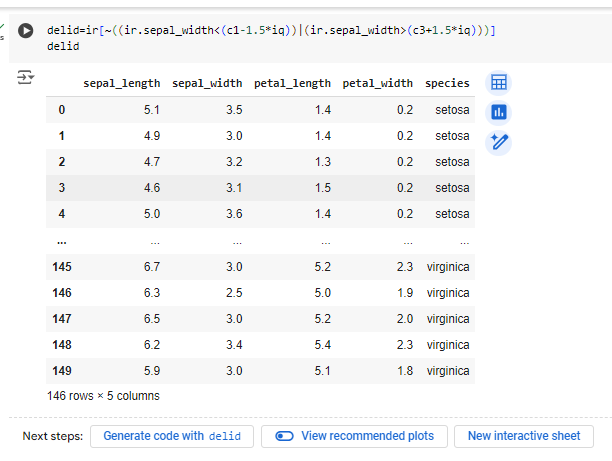 s
delid=ir[~((ir.sepal_width<(c1-1.5*iq))|(ir.sepal_width>(c3+1.5*iq)))]
delid
sepal_length sepal_width petal_length petal_width species
0 5.1 3.5 1.4 0.2 setosa
1 4.9 3.0 1.4 0.2 setosa
2 4.7 3.2 1.3 0.2 setosa
3 4.6 3.1 1.5 0.2 setosa
4 5.0 3.6 1.4 0.2 setosa
... ... ... ... ... ...
145 6.7 3.0 5.2 2.3 virginica
146 6.3 2.5 5.0 1.9 virginica
147 6.5 3.0 5.2 2.0 virginica
148 6.2 3.4 5.4 2.3 virginica
149 5.9 3.0 5.1 1.8 virginica
146 rows × 5 columns
Next steps: Generate code with delid View recommended plots New interactive sheet